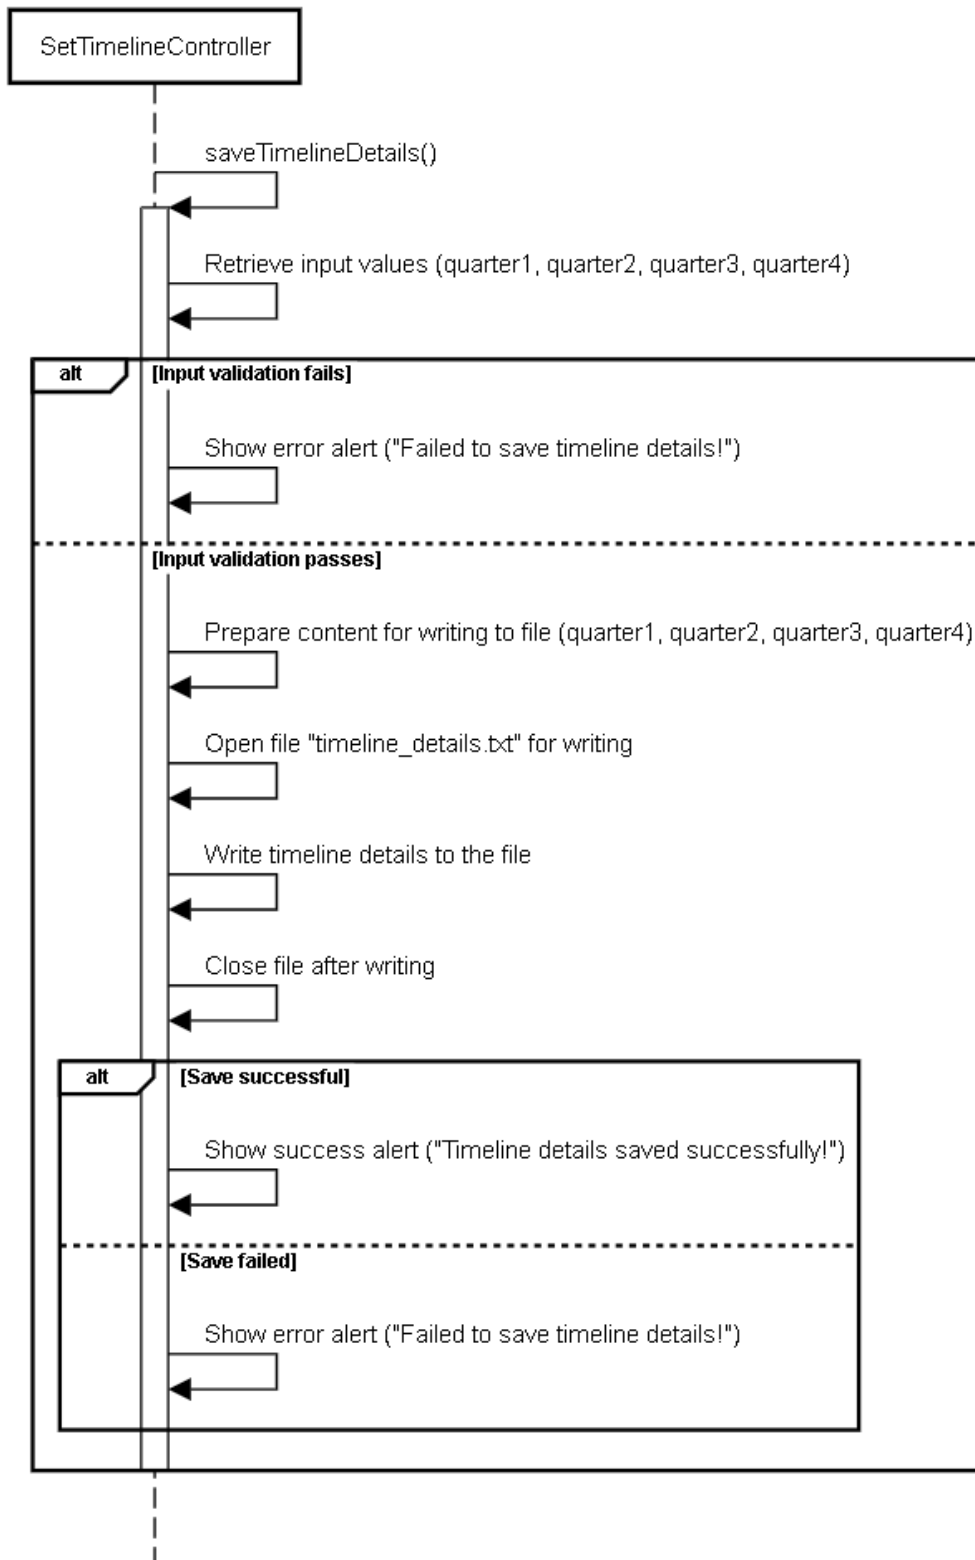 SetTimelineController
saveTimelineDetails()
Retrieve input values (quarter1, quarter2, quarter3, quarter4)
alt
[Input validation fails]
Show error alert ("Failed to save timeline details!")
[Input validation passes]
Prepare content for writing to file (quarter1, quarter2, quarter3, quarter4)
Open file "timeline_details.txt" for writing
Write timeline details to the file
Close file after writing
alt
[Save successful]
Show success alert ("Timeline details saved successfully!")
[Save failed]
Show error alert ("Failed to save timeline details!")